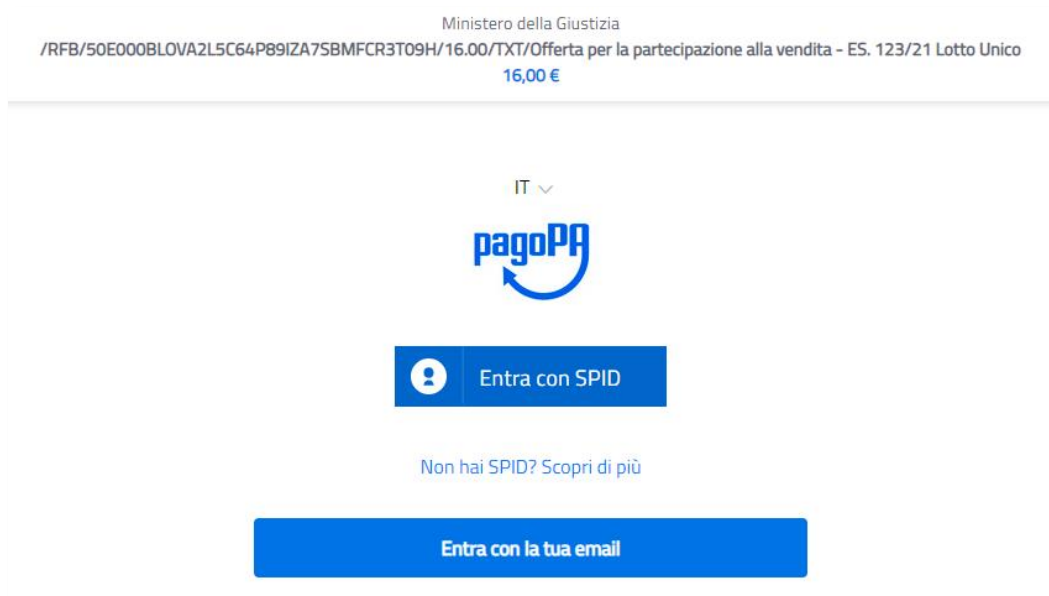 Ministero della Giustizia
/RFB/50E000BLOVA2L5C64P89IZA7SBMFCR3T09H/16.00/TXT/Offerta per la partecipazione alla vendita - ES. 123/21 Lotto Unico
16,00 €
IT
pagoPA
Entra con SPID
Non hai SPID? Scopri di più
Entra con la tua email